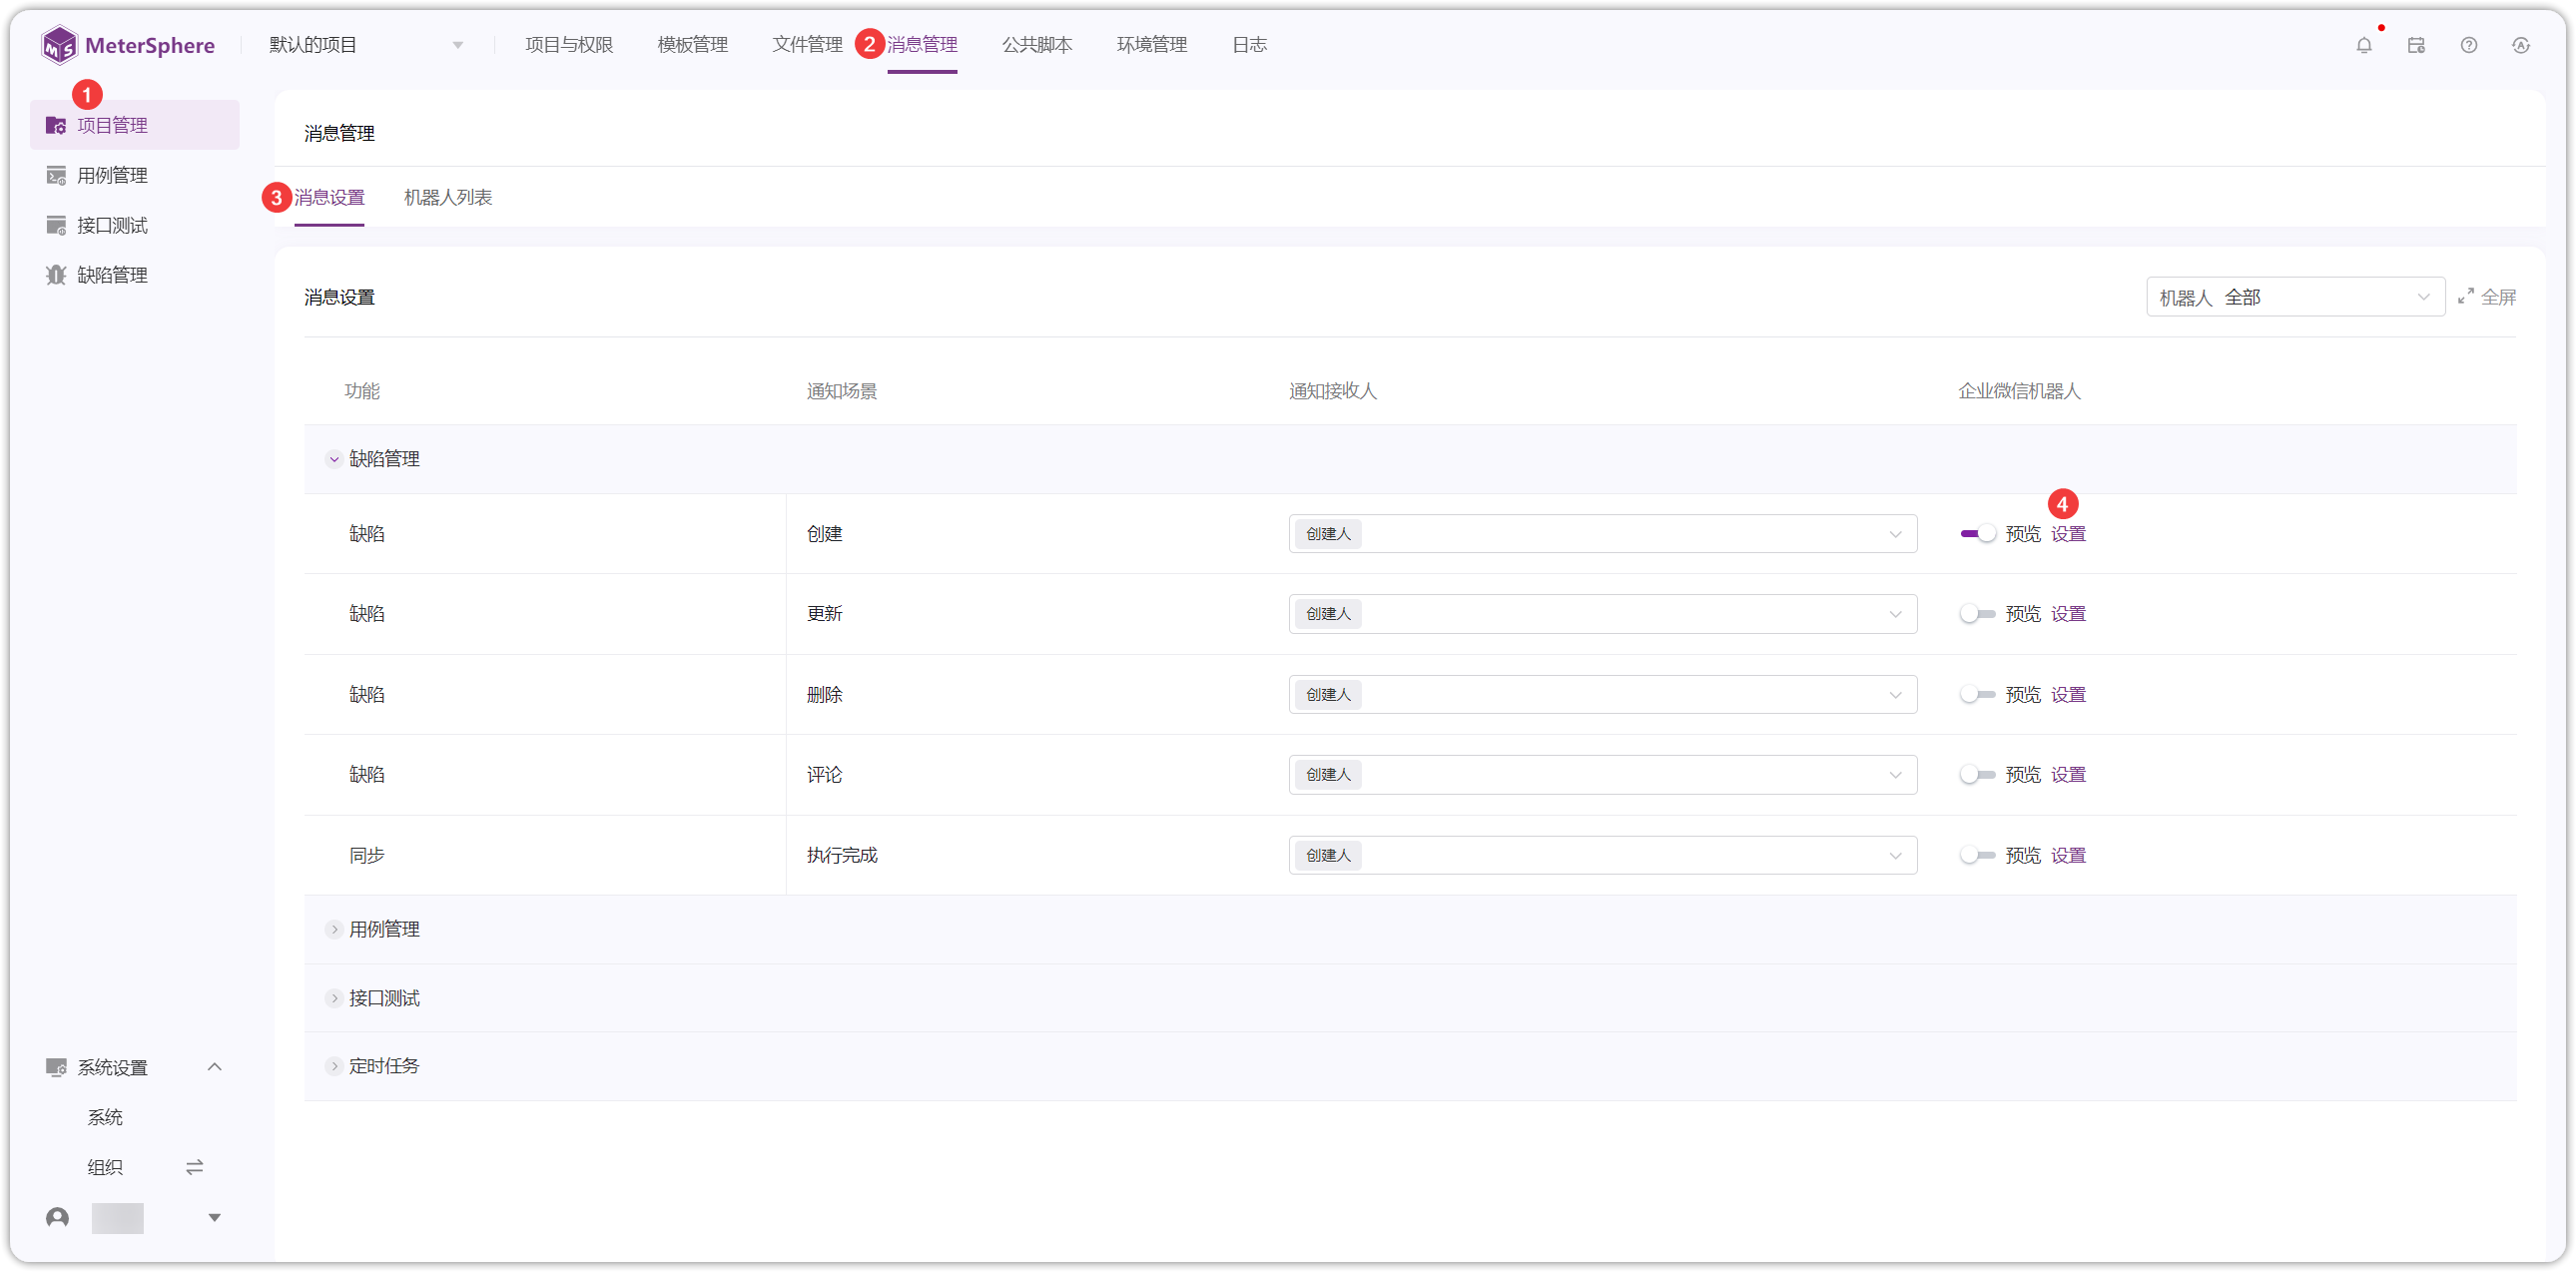 MeterSphere 默认的项目 项目与权限 模板管理 文件管理 2 消息管理 公共脚本 环境管理 日志
1
项目管理
用例管理
接口测试
缺陷管理
消息管理
3 消息设置 机器人列表
消息设置 机器人 全部 全屏
功能 通知场景 通知接收人 企业微信机器人
缺陷管理
4
缺陷 创建 创建人 预览 设置
缺陷 更新 创建人 预览 设置
缺陷 删除 创建人 预览 设置
缺陷 评论 创建人 预览 设置
同步 执行完成 创建人 预览 设置
用例管理
接口测试
定时任务
系统设置
系统
组织